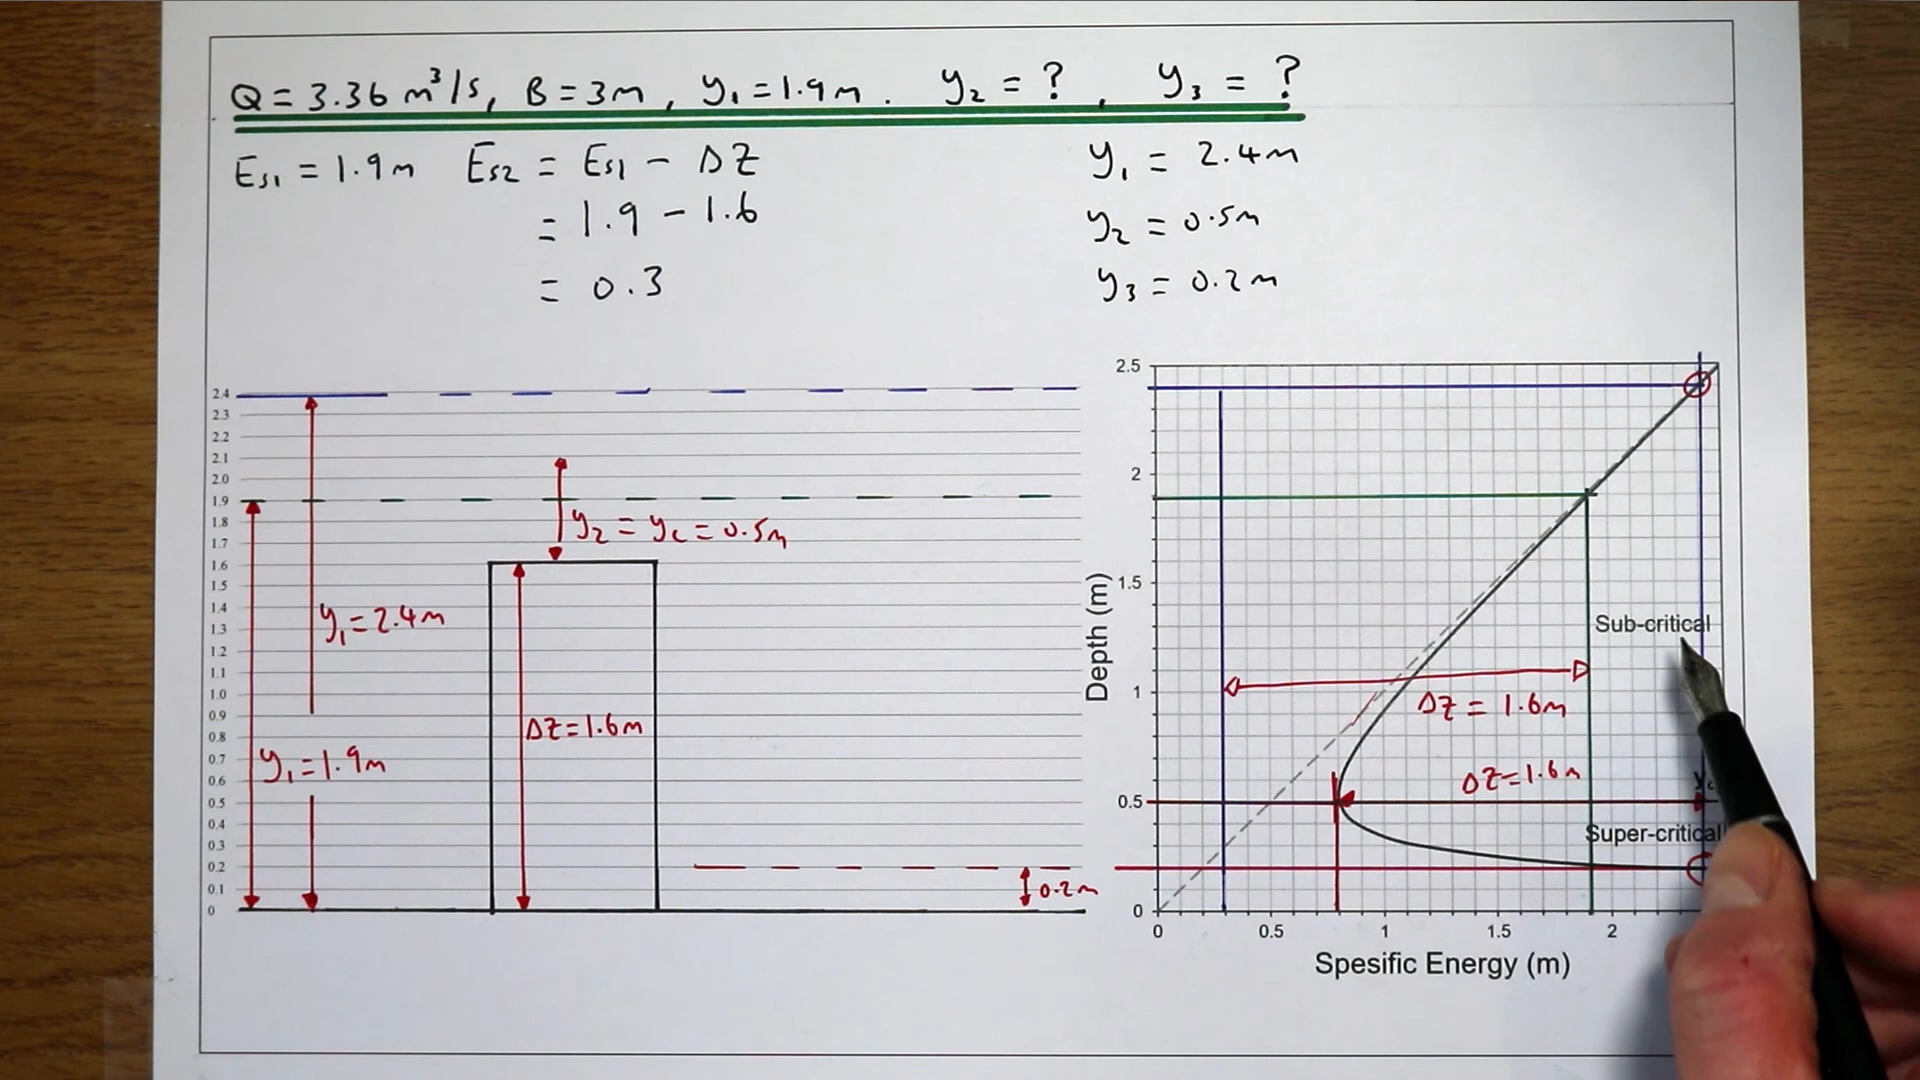 Q = 3.36 m³/s, B = 3m, y₁ = 1.9m. y₂ = ?, y₃ = ?
Es₁ = 1.9m Es2 = Es1 - ΔZ
= 1.9 - 1.6
= 0.3
y₁ = 2.4m
y₂ = 0.5m
y₃ = 0.2m
2.4
2.3
2.2
2.1
2.0
1.9
1.8
1.7
1.6
1.5
1.4
1.3
1.2
1.1
1.0
0.9
0.8
0.7
0.6
0.5
0.4
0.3
0.2
0.1
0
y₂ = yc = 0.5m
y₁ = 2.4m
ΔZ = 1.6m
y₁ = 1.9m
0.2m
2.5
2
1.5
1
0.5
0
Depth (m)
Sub-critical
ΔZ = 1.6m
ΔZ = 1.6m
Super-critical
0 0.5 1 1.5 2
Spesific Energy (m)